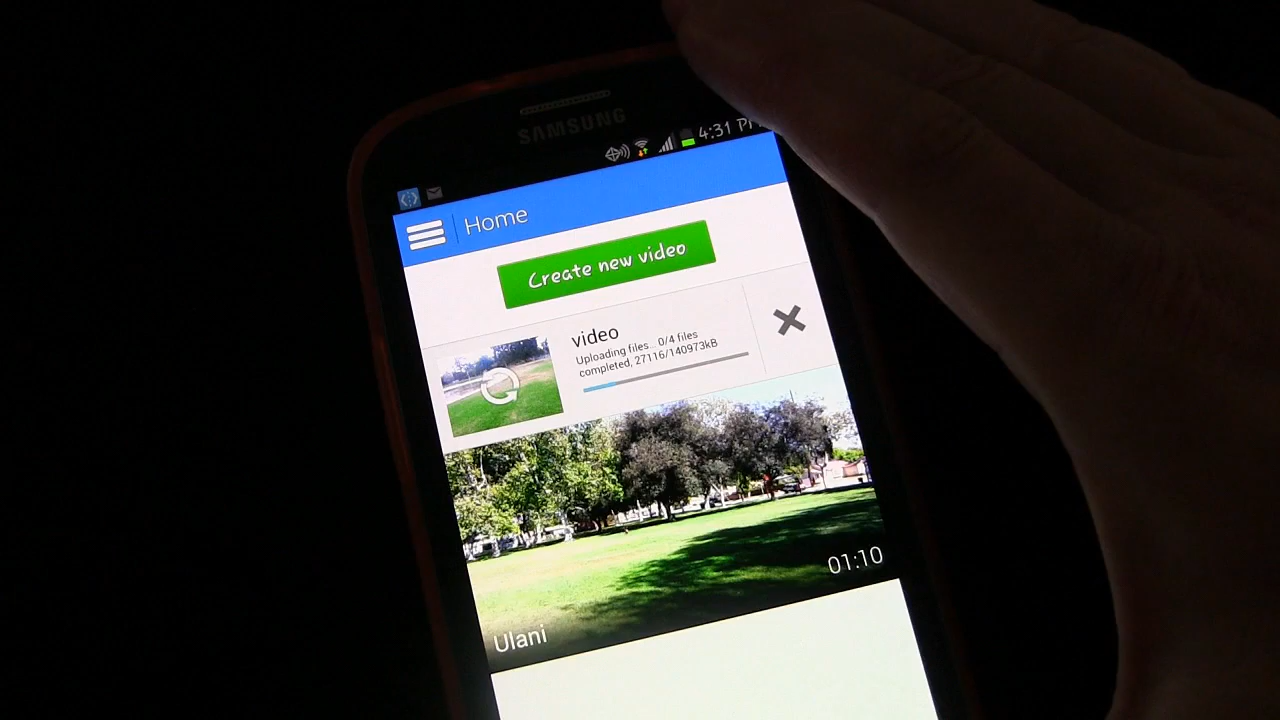 SAMSUNG
4:31 P
Home
Create new video
video
Uploading files... 0/4 files
completed, 27116/140973kB
01:10
Ulani